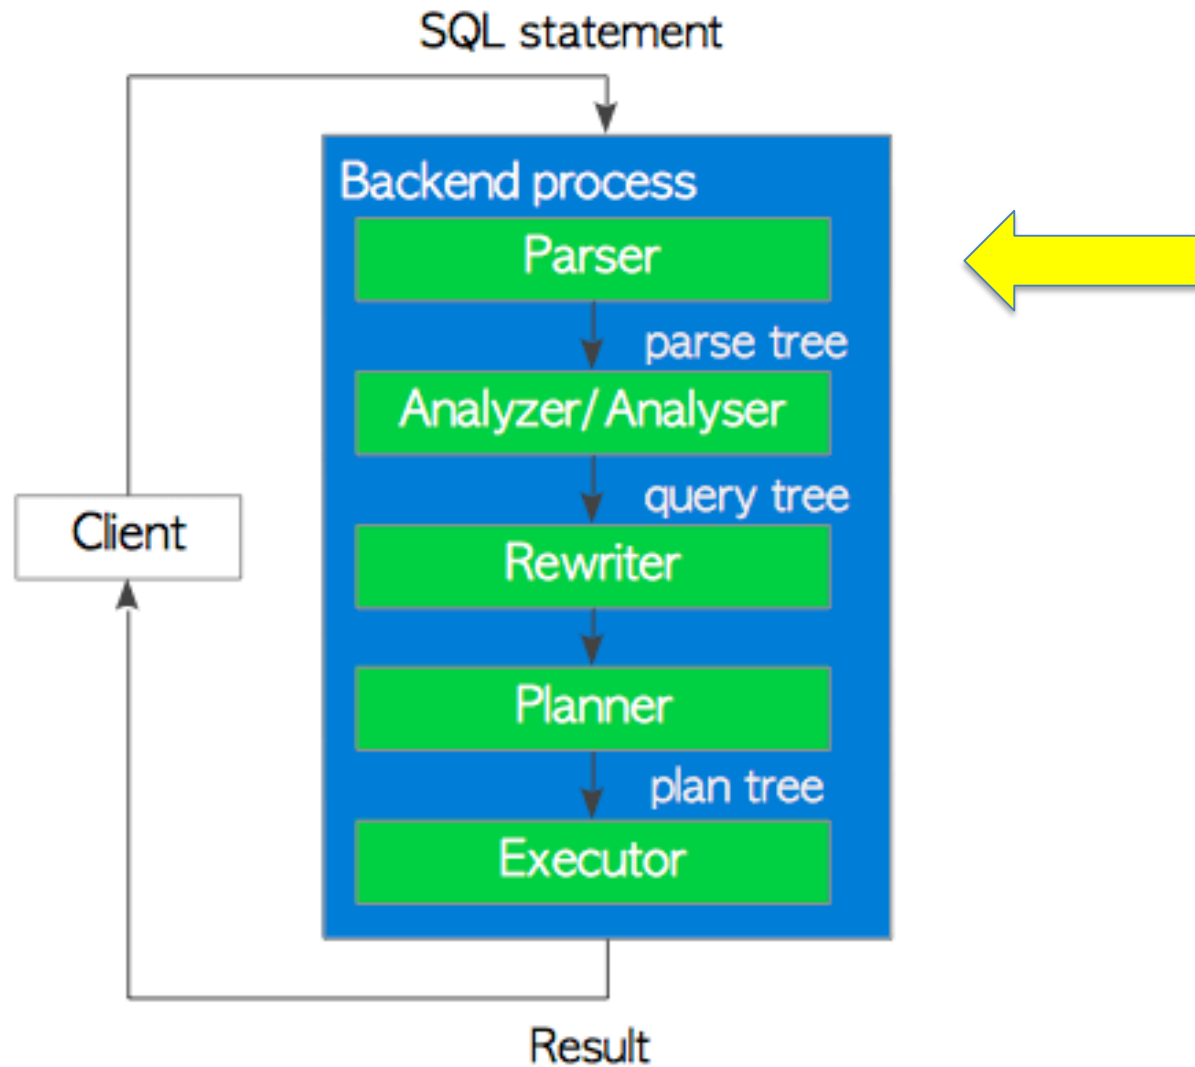 SQL statement
Backend process
Parser
parse tree
Analyzer/Analyser
query tree
Client
Rewriter
Planner
plan tree
Executor
Result